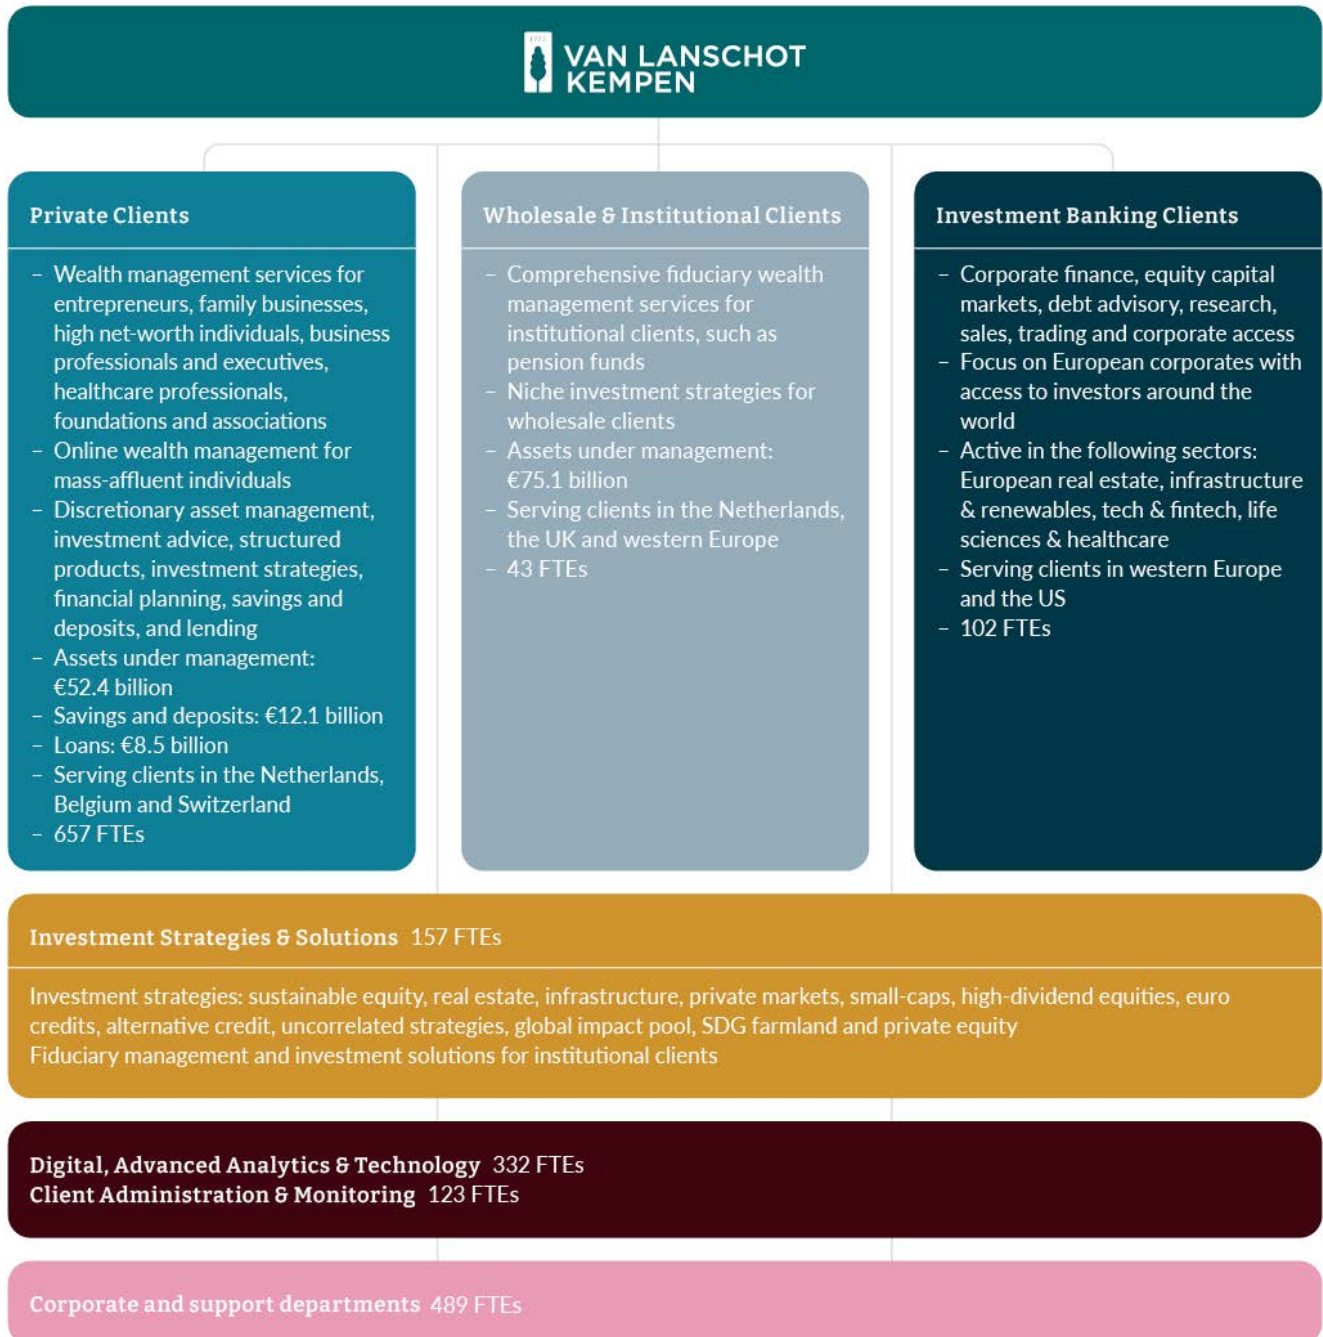 1737
VAN LANSCHOT
KEMPEN
Private Clients
– Wealth management services for
entrepreneurs, family businesses,
high net-worth individuals, business
professionals and executives,
healthcare professionals,
foundations and associations
– Online wealth management for
mass-affluent individuals
– Discretionary asset management,
investment advice, structured
products, investment strategies,
financial planning, savings and
deposits, and lending
– Assets under management:
€52.4 billion
– Savings and deposits: €12.1 billion
– Loans: €8.5 billion
– Serving clients in the Netherlands,
Belgium and Switzerland
– 657 FTEs
Wholesale & Institutional Clients
– Comprehensive fiduciary wealth
management services for
institutional clients, such as
pension funds
– Niche investment strategies for
wholesale clients
– Assets under management:
€75.1 billion
– Serving clients in the Netherlands,
the UK and western Europe
– 43 FTEs
Investment Banking Clients
– Corporate finance, equity capital
markets, debt advisory, research,
sales, trading and corporate access
– Focus on European corporates with
access to investors around the
world
– Active in the following sectors:
European real estate, infrastructure
& renewables, tech & fintech, life
sciences & healthcare
– Serving clients in western Europe
and the US
– 102 FTEs
Investment Strategies & Solutions 157 FTEs
Investment strategies: sustainable equity, real estate, infrastructure, private markets, small-caps, high-dividend equities, euro
credits, alternative credit, uncorrelated strategies, global impact pool, SDG farmland and private equity
Fiduciary management and investment solutions for institutional clients
Digital, Advanced Analytics & Technology 332 FTEs
Client Administration & Monitoring 123 FTEs
Corporate and support departments 489 FTEs